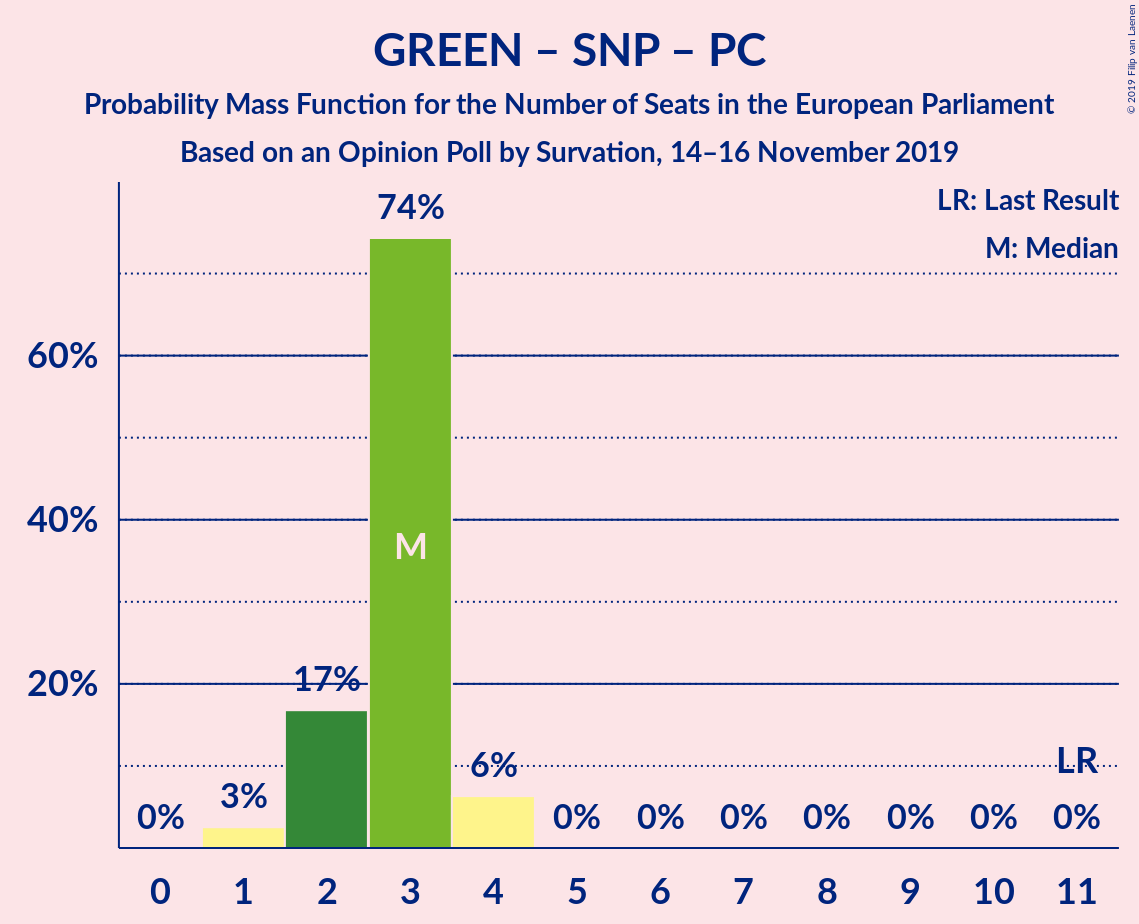 GREEN – SNP – PC
Probability Mass Function for the Number of Seats in the European Parliament
Based on an Opinion Poll by Survation, 14–16 November 2019
© 2019 Filip van Laenen
LR: Last Result
M: Median
74%
60%
M
40%
17%
20%
LR
6%
3%
0% 0% 0% 0% 0% 0% 0% 0%
0 1 2 3 4 5 6 7 8 9 10 11